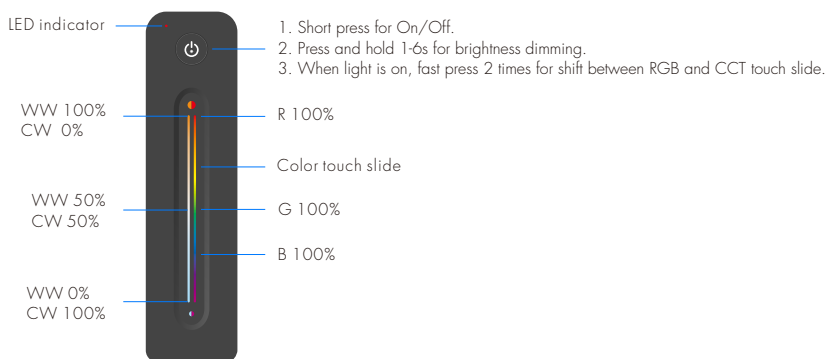 LED indicator
1. Short press for On/Off.
2. Press and hold 1-6s for brightness dimming.
3. When light is on, fast press 2 times for shift between RGB and CCT touch slide.
WW 100%
CW 0%
R 100%
Color touch slide
WW 50%
CW 50%
G 100%
B 100%
WW 0%
CW 100%